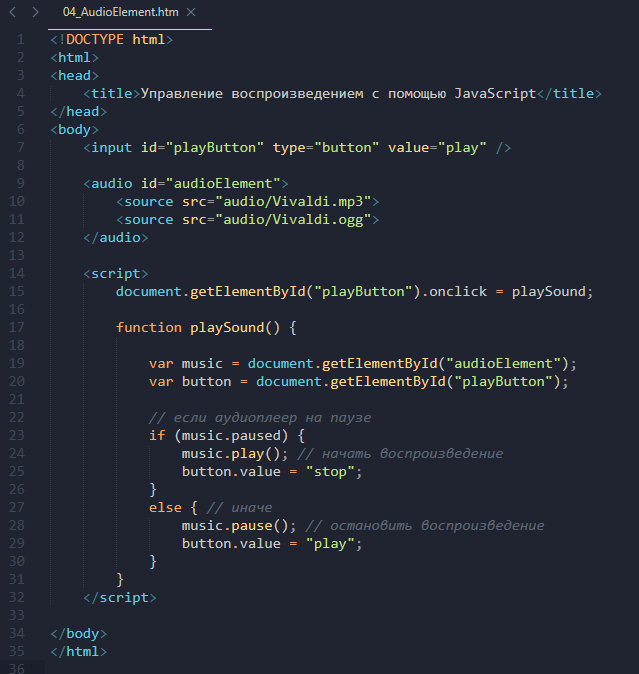 04_AudioElement.htm
1 <!DOCTYPE html>
2 <html>
3 <head>
4 <title>Управление воспроизведением с помощью JavaScript</title>
5 </head>
6 <body>
7 <input id="playButton" type="button" value="play" />
8
9 <audio id="audioElement">
10 <source src="audio/Vivaldi.mp3">
11 <source src="audio/Vivaldi.ogg">
12 </audio>
13
14 <script>
15 document.getElementById("playButton").onclick = playSound;
16
17 function playSound() {
18
19 var music = document.getElementById("audioElement");
20 var button = document.getElementById("playButton");
21
22 // если аудиоплеер на паузе
23 if (music.paused) {
24 music.play(); // начать воспроизведение
25 button.value = "stop";
26 }
27 else { // иначе
28 music.pause(); // остановить воспроизведение
29 button.value = "play";
30 }
31 }
32 </script>
33
34 </body>
35 </html>
36